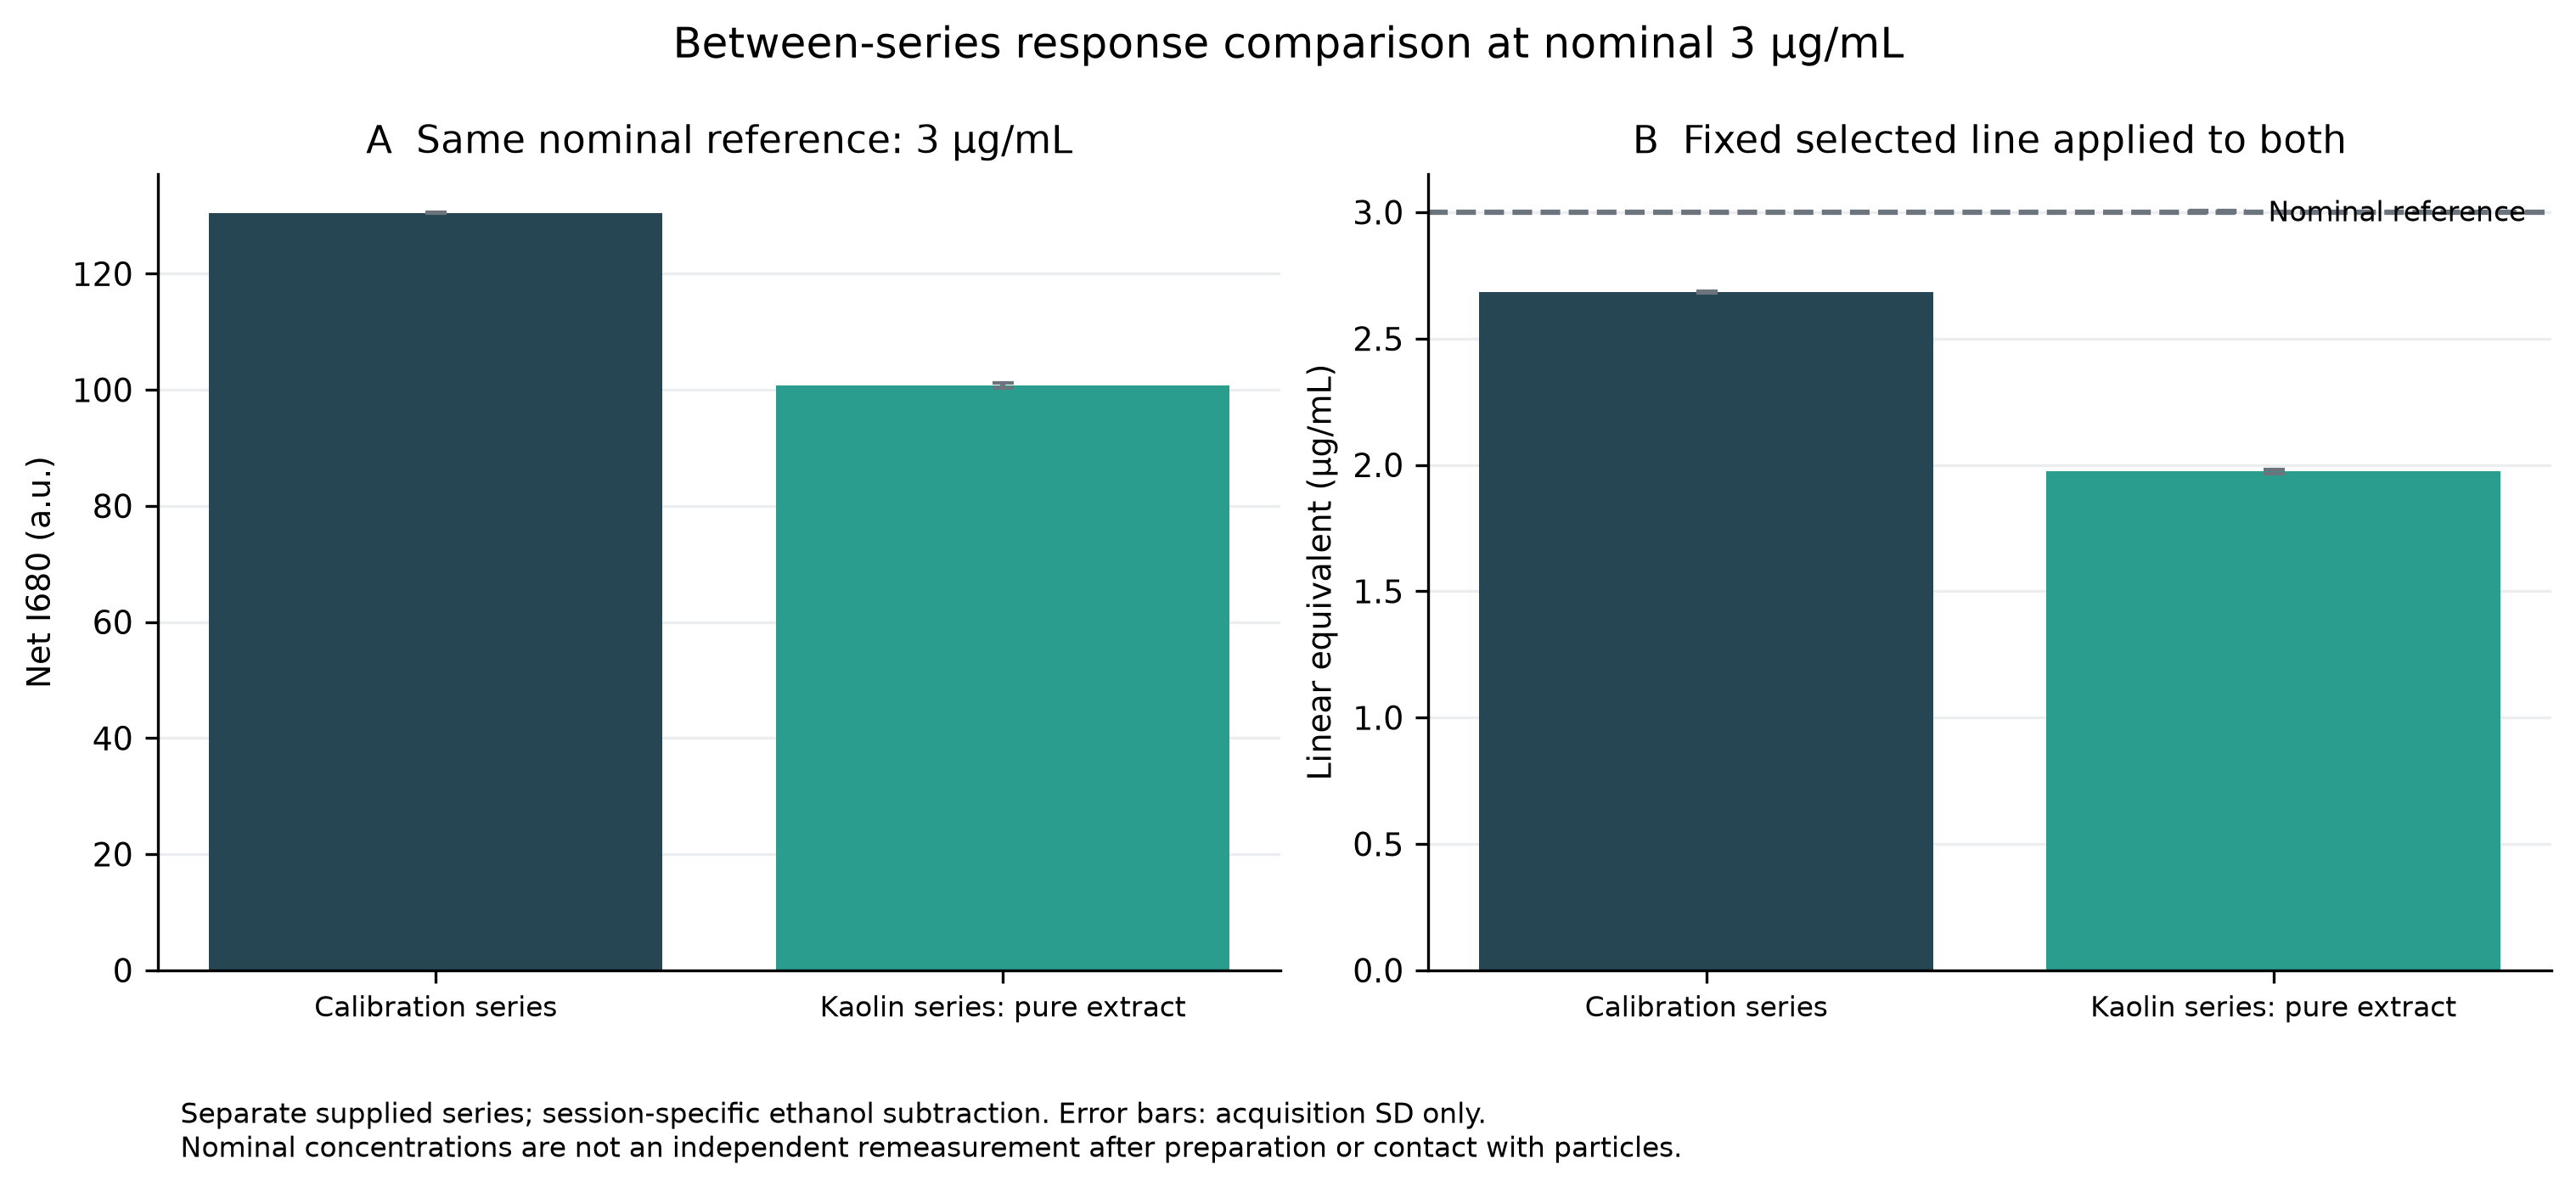 Between-series response comparison at nominal 3 µg/mL
A  Same nominal reference: 3 µg/mL
Net I680 (a.u.)
120
100
80
60
40
20
0
Calibration series
Kaolin series: pure extract
B  Fixed selected line applied to both
Linear equivalent (µg/mL)
3.0
2.5
2.0
1.5
1.0
0.5
0.0
Nominal reference
Calibration series
Kaolin series: pure extract
Separate supplied series; session-specific ethanol subtraction. Error bars: acquisition SD only.
Nominal concentrations are not an independent remeasurement after preparation or contact with particles.